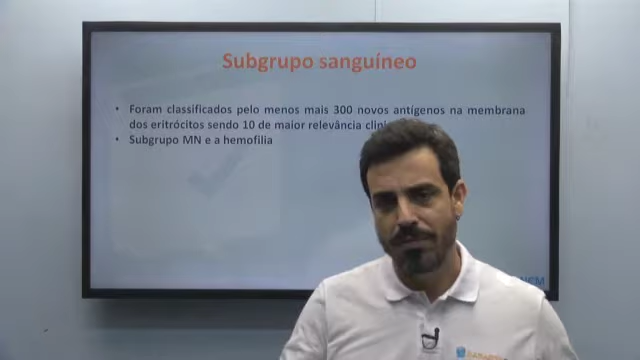 Subgrupo sanguíneo
• Foram classificados pelo menos mais 300 novos antígenos na membrana
dos eritrócitos sendo 10 de maior relevância
• Subgrupo MN e a hemofilia